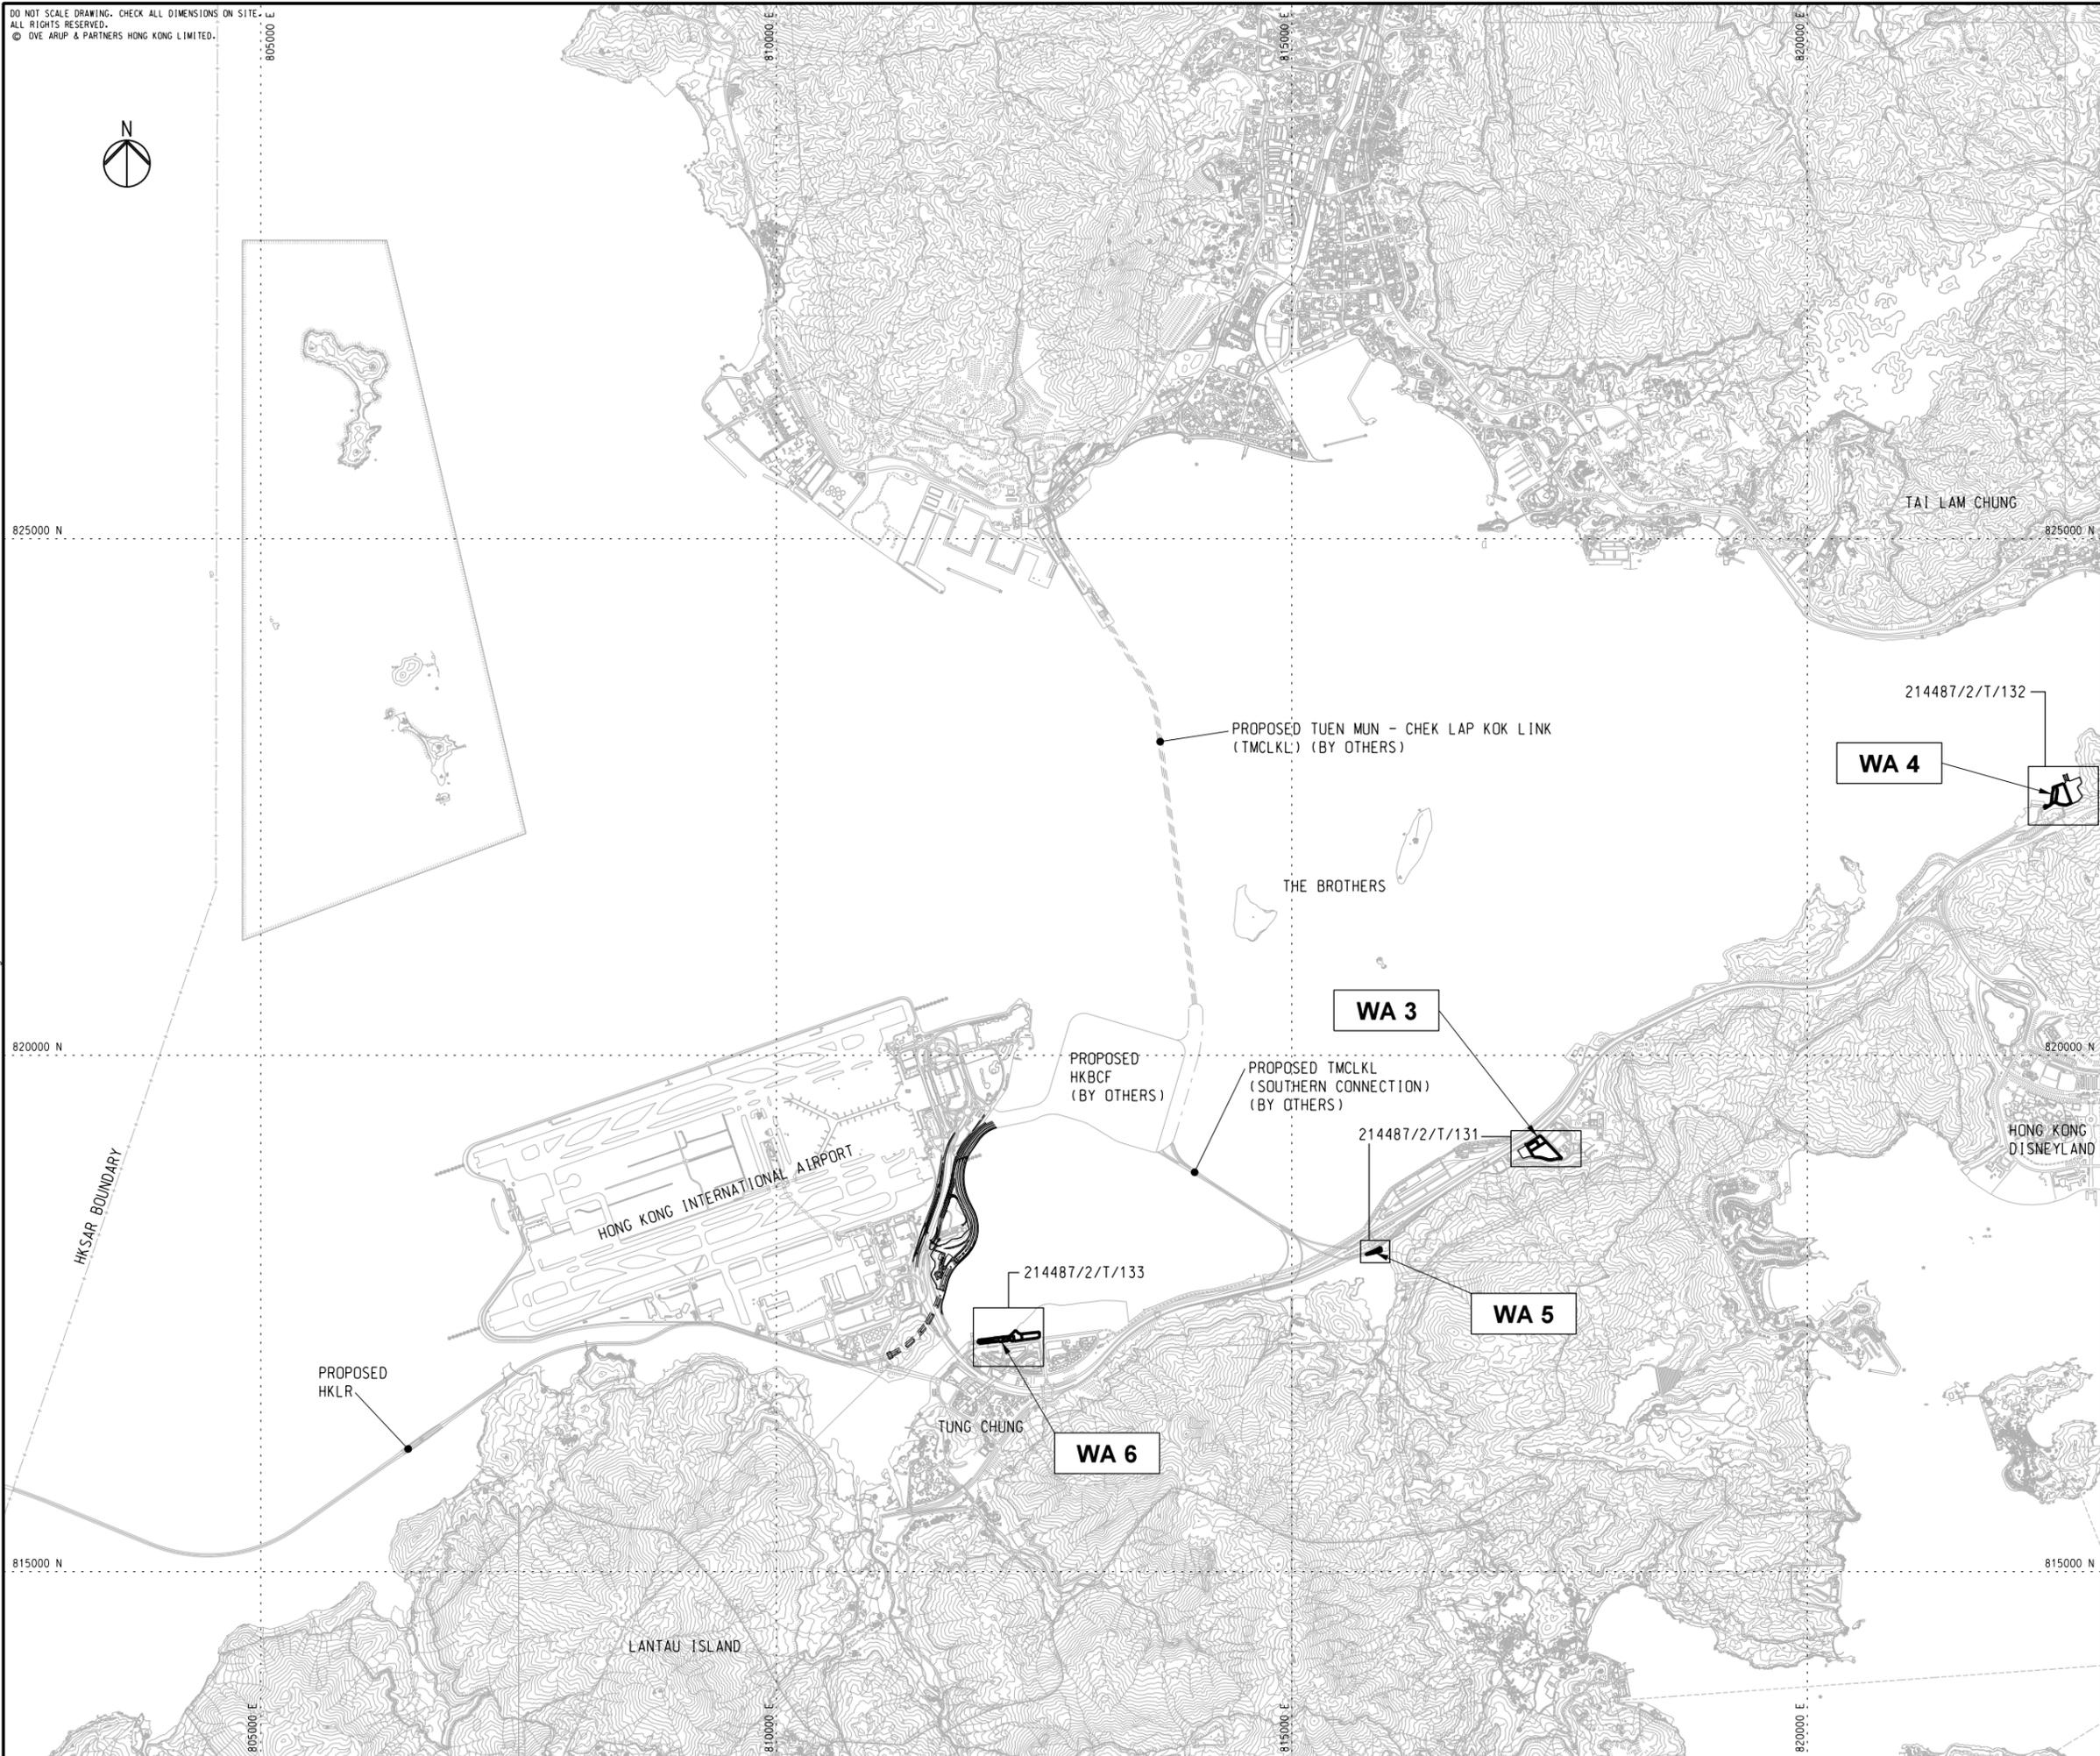 DO NOT SCALE DRAWING. CHECK ALL DIMENSIONS ON SITE.
ALL RIGHTS RESERVED.
© OVE ARUP & PARTNERS HONG KONG LIMITED.
805000 E
810000 E
815000 E
820000 E
N
TAI LAM CHUNG
825000 N
825000 N
214487/2/T/132
PROPOSED TUEN MUN - CHEK LAP KOK LINK
(TMCLKL) (BY OTHERS)
WA 4
THE BROTHERS
WA 3
820000 N
820000 N
PROPOSED
HKBCF
(BY OTHERS)
PROPOSED TMCLKL
(SOUTHERN CONNECTION)
(BY OTHERS)
214487/2/T/131
HONG KONG
DISNEYLAND
HKSAR BOUNDARY
HONG KONG INTERNATIONAL AIRPORT
214487/2/T/133
WA 5
PROPOSED
HKLR
TUNG CHUNG
WA 6
815000 N
815000 N
LANTAU ISLAND
805000 E
810000 E
815000 E
820000 E